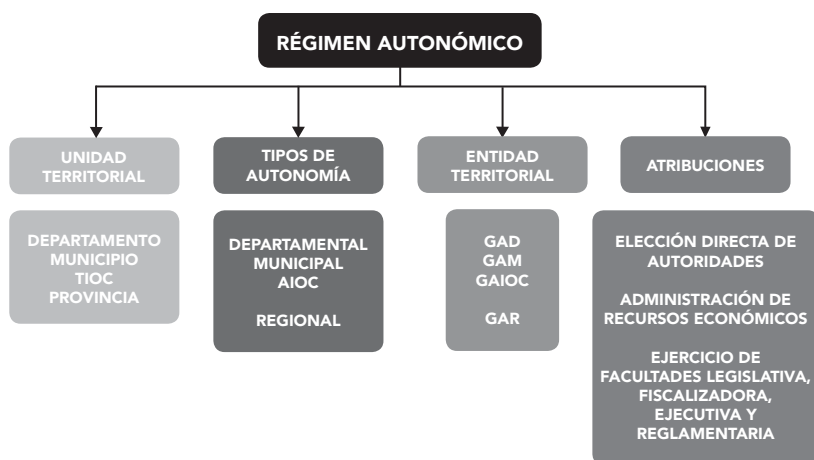 RÉGIMEN AUTONÓMICO
UNIDAD
TERRITORIAL
DEPARTAMENTO
MUNICIPIO
TIOC
PROVINCIA
TIPOS DE
AUTONOMÍA
DEPARTAMENTAL
MUNICIPAL
AIOC
REGIONAL
ENTIDAD
TERRITORIAL
GAD
GAM
GAIOC
GAR
ATRIBUCIONES
ELECCIÓN DIRECTA DE
AUTORIDADES
ADMINISTRACIÓN DE
RECURSOS ECONÓMICOS
EJERCICIO DE
FACULTADES LEGISLATIVA,
FISCALIZADORA,
EJECUTIVA Y
REGLAMENTARIA